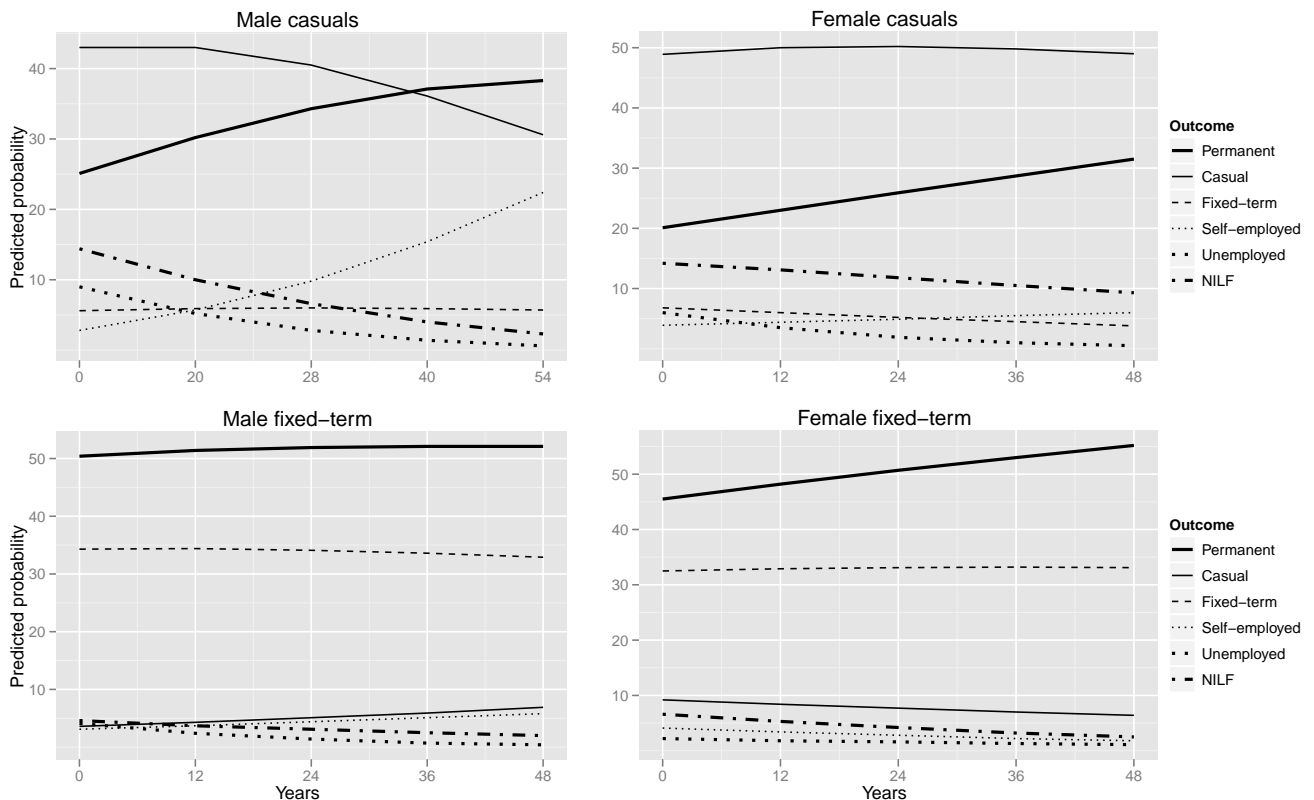 Male casuals
Predicted probability
40
30
20
10
0 20 28 40 54
Female casuals
50
40
30
20
10
0 12 24 36 48
Outcome
Permanent
Casual
Fixed−term
Self−employed
Unemployed
NILF
Male fixed−term
Predicted probability
50
40
30
20
10
0 12 24 36 48
Years
Female fixed−term
50
40
30
20
10
0 12 24 36 48
Years
Outcome
Permanent
Casual
Fixed−term
Self−employed
Unemployed
NILF